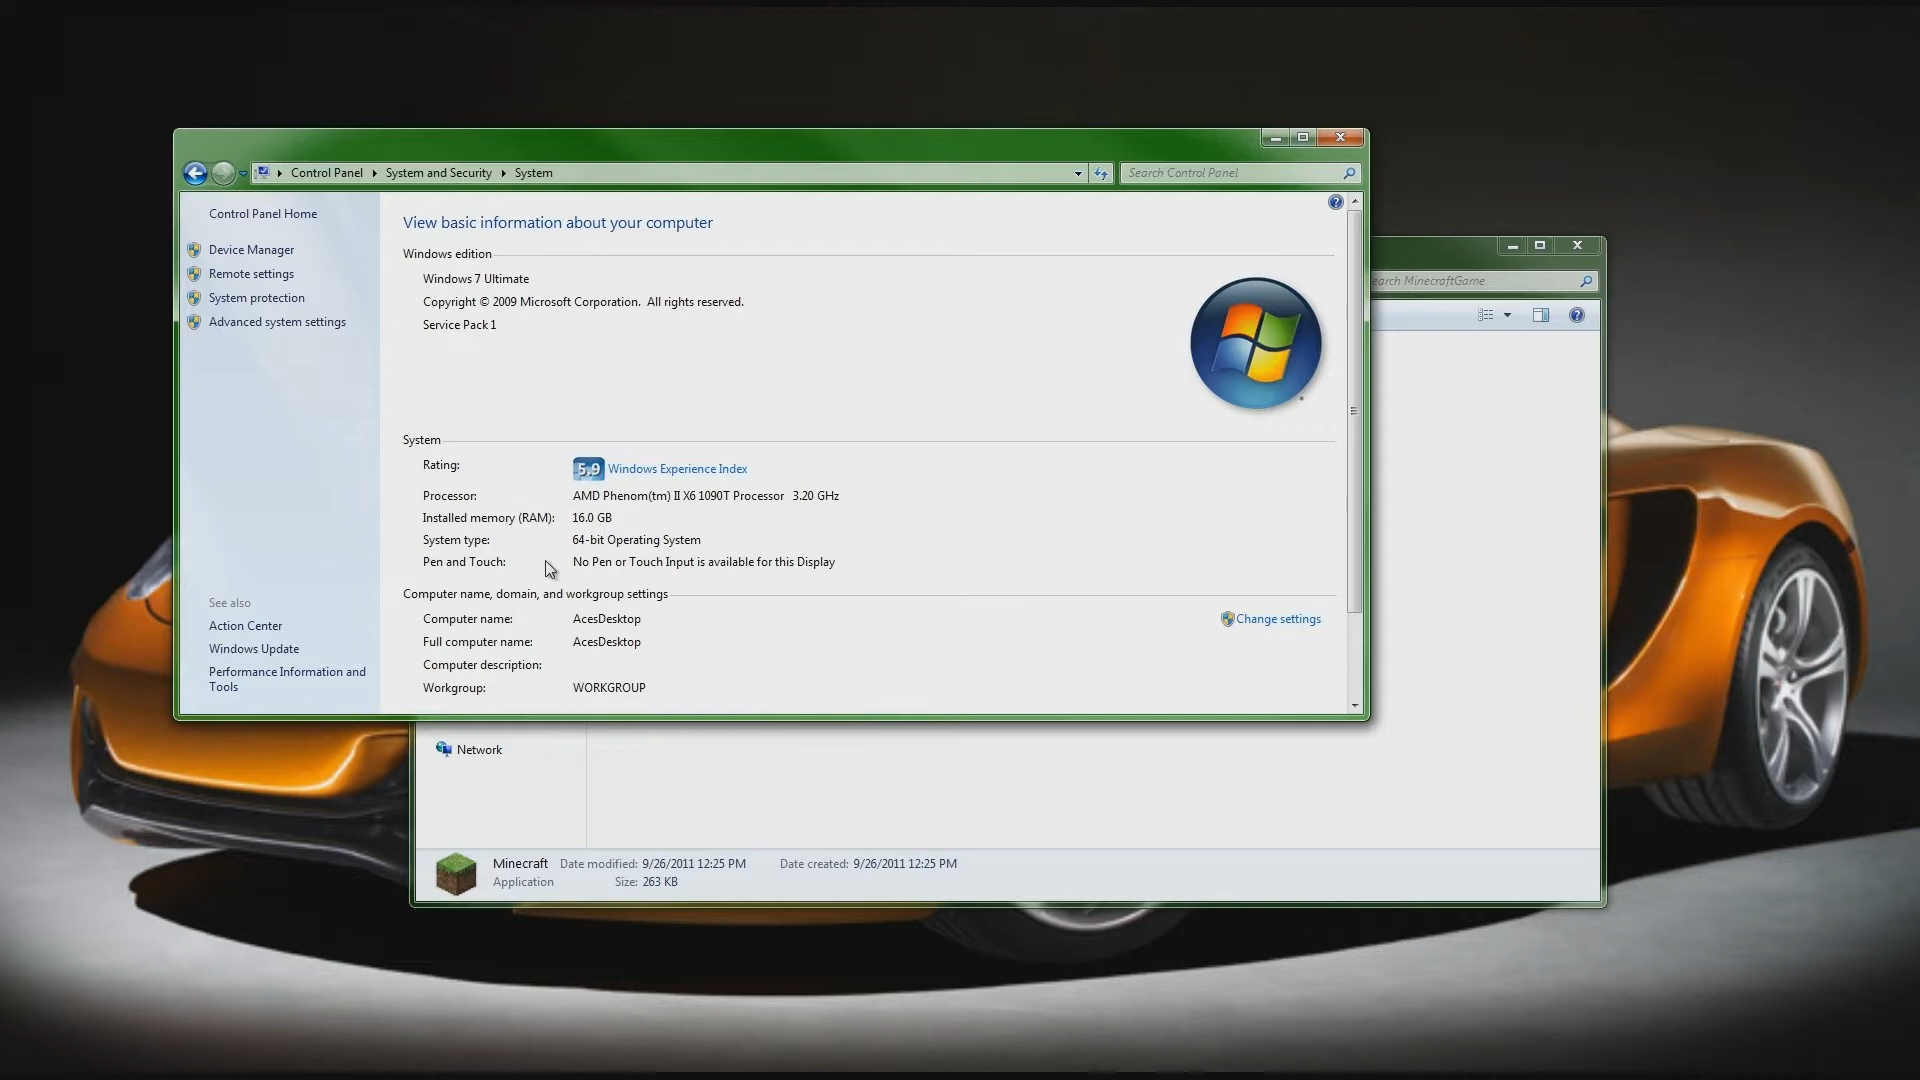 Control Panel System and Security System
Search Control Panel
Control Panel Home
Device Manager
Remote settings
System protection
Advanced system settings
See also
Action Center
Windows Update
Performance Information and
Tools
View basic information about your computer
Windows edition
Windows 7 Ultimate
Copyright © 2009 Microsoft Corporation. All rights reserved.
Service Pack 1
System
Rating: 5.9 Windows Experience Index
Processor: AMD Phenom(tm) II X6 1090T Processor 3.20 GHz
Installed memory (RAM): 16.0 GB
System type: 64-bit Operating System
Pen and Touch: No Pen or Touch Input is available for this Display
Computer name, domain, and workgroup settings
Computer name: AcesDesktop Change settings
Full computer name: AcesDesktop
Computer description:
Workgroup: WORKGROUP
earch MinecraftGame
Network
Minecraft Date modified: 9/26/2011 12:25 PM Date created: 9/26/2011 12:25 PM
Application Size: 263 KB